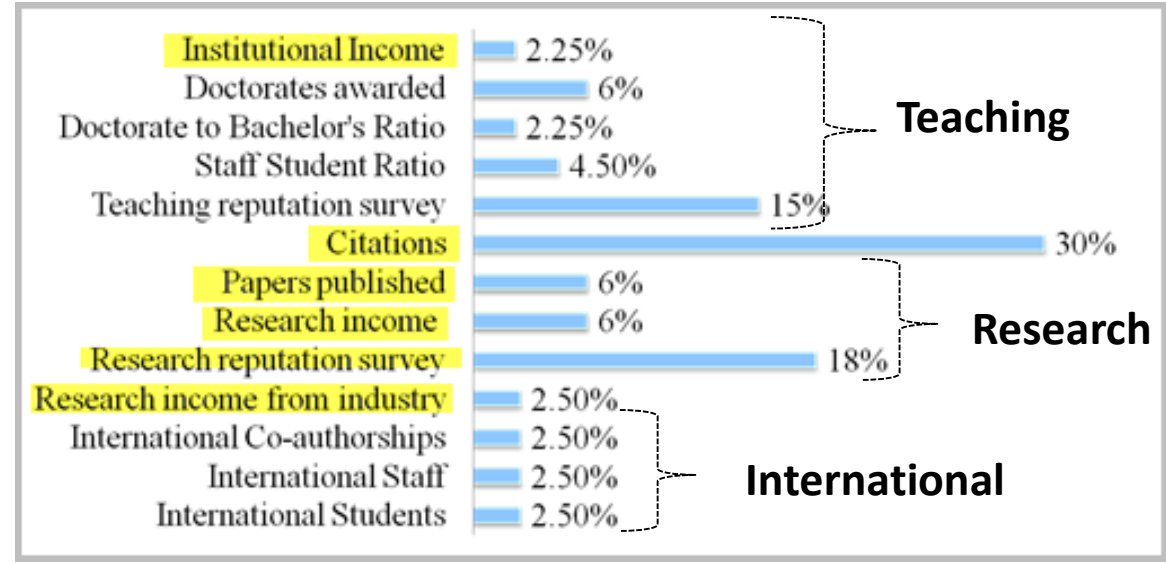 Institutional Income 2.25%
Doctorates awarded 6%
Doctorate to Bachelor's Ratio 2.25%
Teaching
Staff Student Ratio 4.50%
Teaching reputation survey 15%
Citations 30%
Papers published 6%
Research income 6%
Research
Research reputation survey 18%
Research income from industry 2.50%
International Co-authorships 2.50%
International Staff 2.50%
International
International Students 2.50%